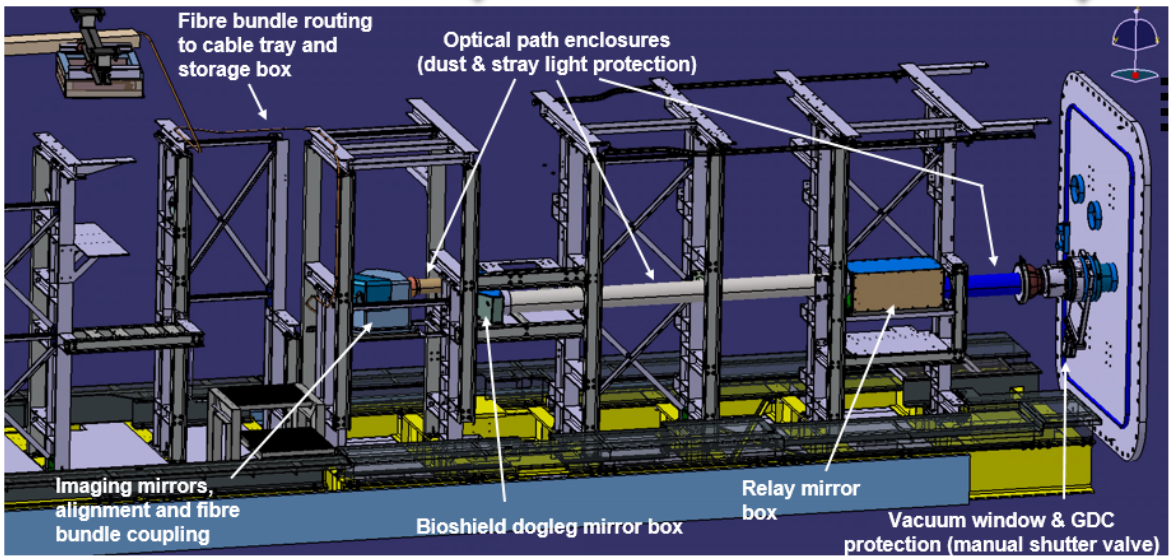 Fibre bundle routing
to cable tray and
storage box
Optical path enclosures
(dust & stray light protection)
Imaging mirrors,
alignment and fibre
bundle coupling
Bioshield dogleg mirror box
Relay mirror
box
Vacuum window & GDC
protection (manual shutter valve)